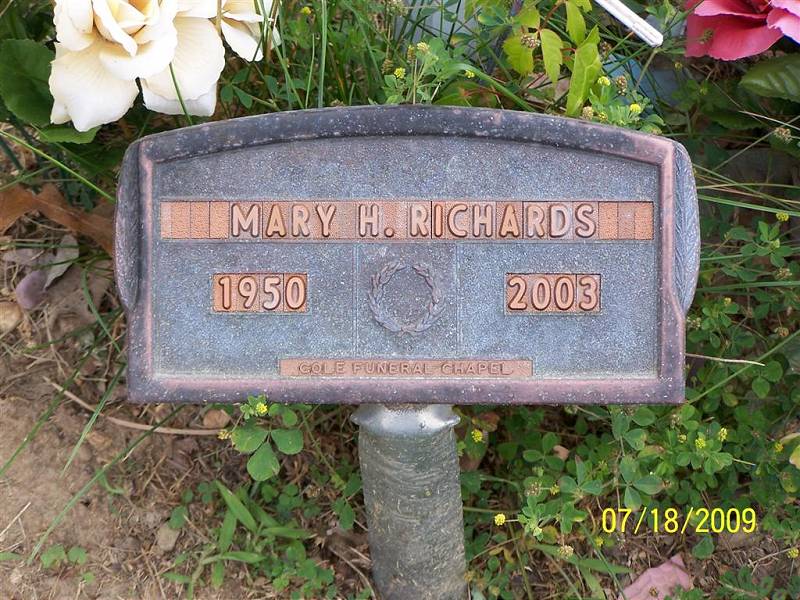 MARY H. RICHARDS
1950 2003
COLE FUNERAL CHAPEL
07/18/2009